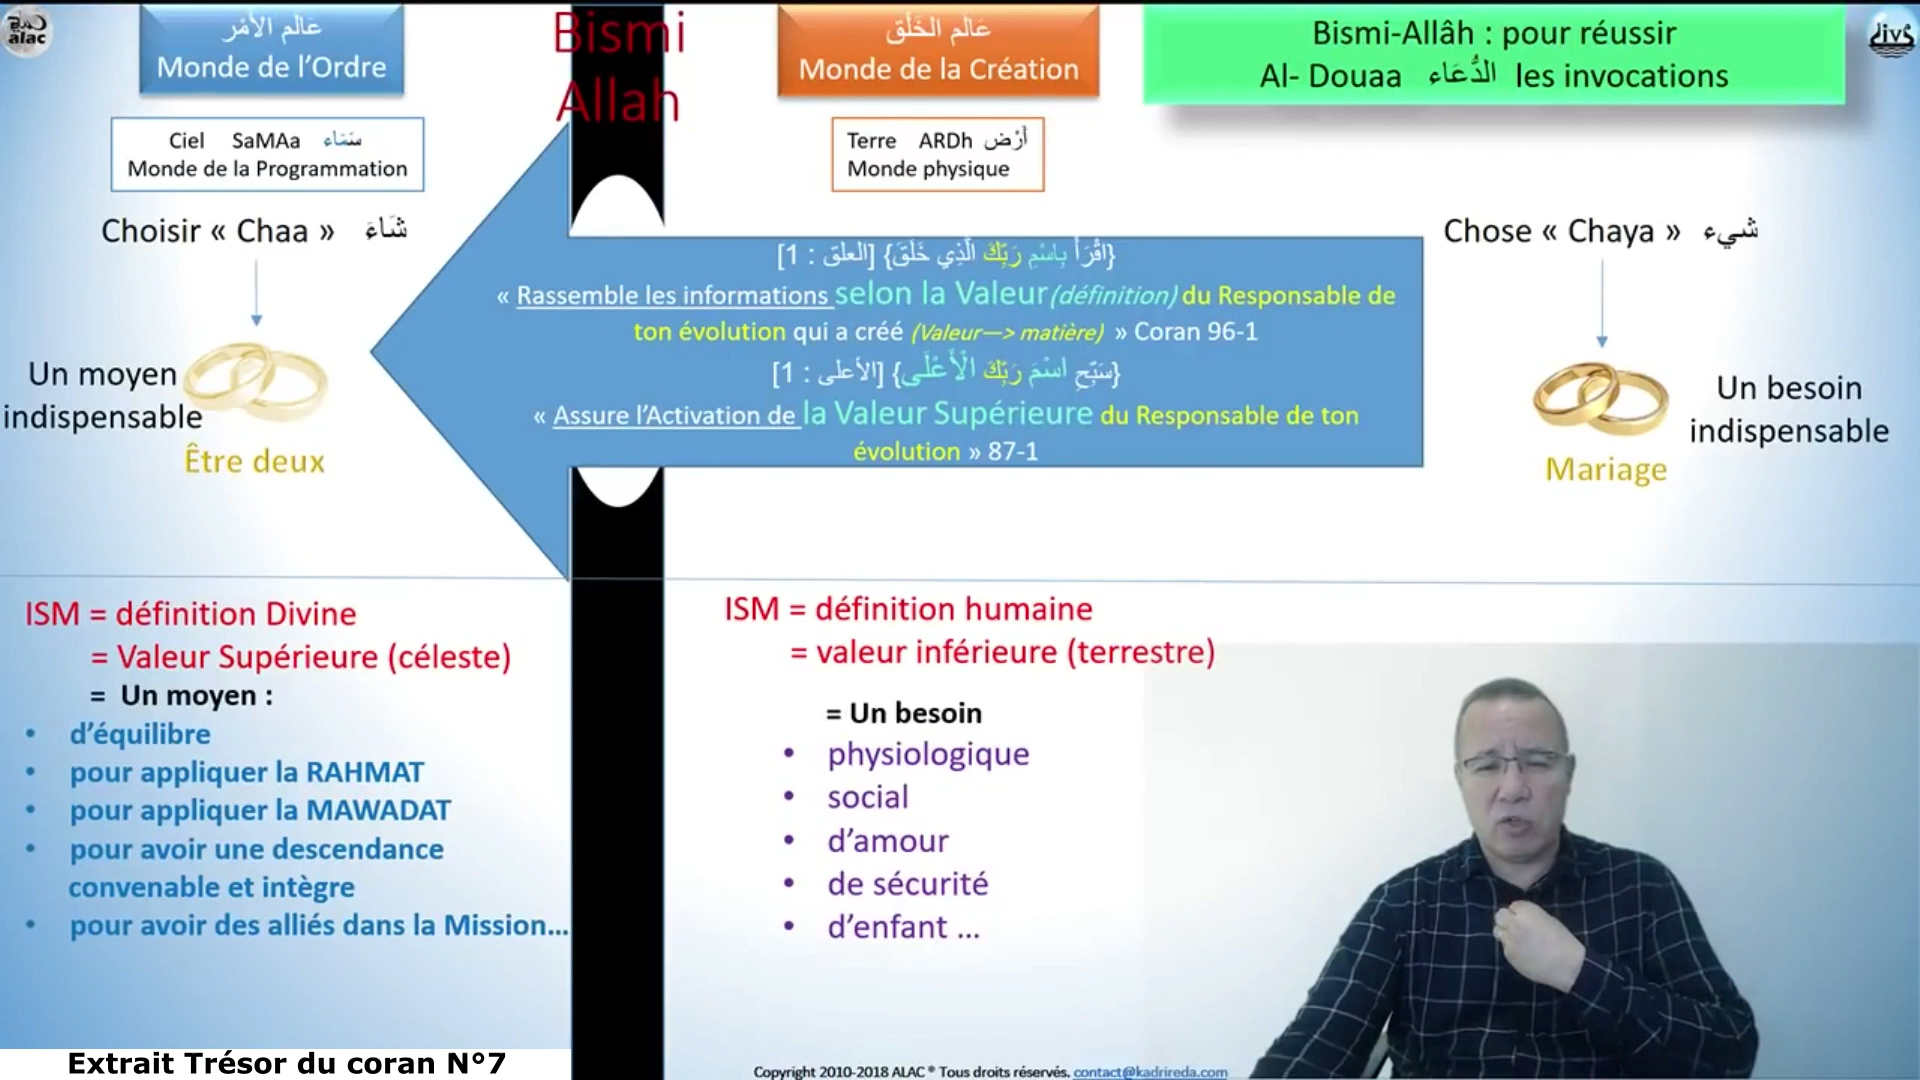 alac
عَالَم الأَمْر
Monde de l’Ordre
Bismi
Allah
عَالَم الخَلْق
Monde de la Création
Bismi-Allâh : pour réussir
Al- Douaa الدُّعَاء les invocations
Ciel SaMAa سَمَاء
Monde de la Programmation
Terre ARDh أَرْض
Monde physique
Choisir « Chaa » شَاءَ
Chose « Chaya » شيء
{اقْرَأْ بِاسْمِ رَبِّكَ الَّذِي خَلَقَ} [العلق : 1]
« Rassemble les informations selon la Valeur (définition) du Responsable de
ton évolution qui a créé (Valeur—> matière) » Coran 96-1
{سَبِّحِ اسْمَ رَبِّكَ الْأَعْلَى} [الأعلى : 1]
« Assure l’Activation de la Valeur Supérieure du Responsable de ton
évolution » 87-1
Un moyen
indispensable
Être deux
Un besoin
indispensable
Mariage
ISM = définition Divine
= Valeur Supérieure (céleste)
= Un moyen :
• d’équilibre
• pour appliquer la RAHMAT
• pour appliquer la MAWADAT
• pour avoir une descendance
convenable et intègre
• pour avoir des alliés dans la Mission...
ISM = définition humaine
= valeur inférieure (terrestre)
= Un besoin
• physiologique
• social
• d’amour
• de sécurité
• d’enfant ...
Extrait Trésor du coran N°7
Copyright 2010-2018 ALAC ® Tous droits réservés. contact@kadrireda.com